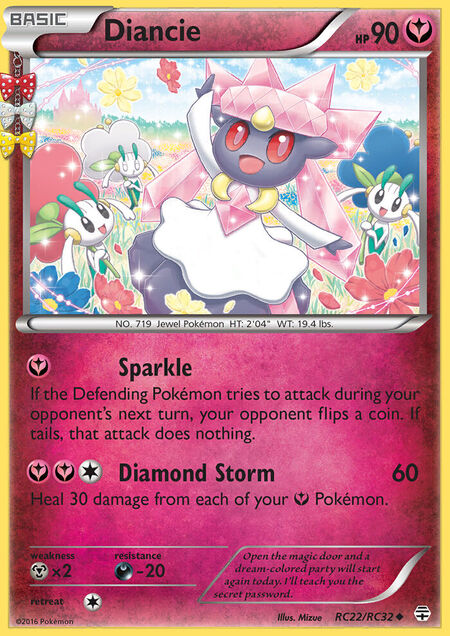 BASIC
Diancie
HP 90
NO. 719 Jewel Pokémon HT: 2'04" WT: 19.4 lbs.
Sparkle
If the Defending Pokémon tries to attack during your
opponent's next turn, your opponent flips a coin. If
tails, that attack does nothing.
Diamond Storm 60
Heal 30 damage from each of your Pokémon.
weakness resistance
x2 -20
retreat
Open the magic door and a
dream-colored party will start
again today. I'll teach you the
secret password.
©2016 Pokémon Illus. Mizue RC22/RC32